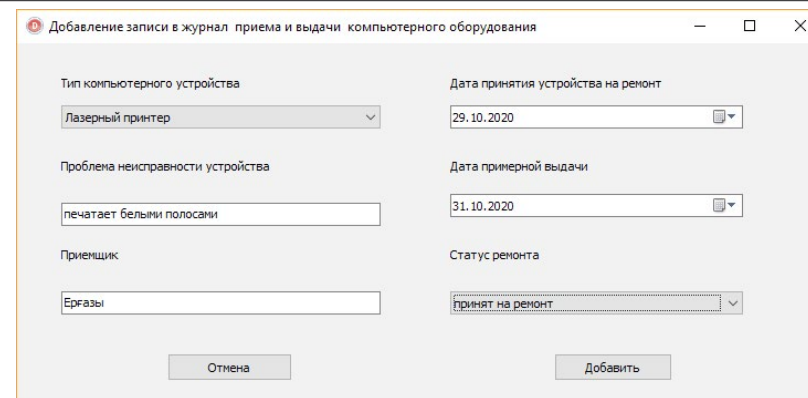 Добавление записи в журнал приема и выдачи компьютерного оборудования
Тип компьютерного устройства
Дата принятия устройства на ремонт
Лазерный принтер
29.10.2020
Проблема неисправности устройства
Дата примерной выдачи
печатает белыми полосами
31.10.2020
Приемщик
Статус ремонта
Ерғазы
принят на ремонт
Отмена
Добавить